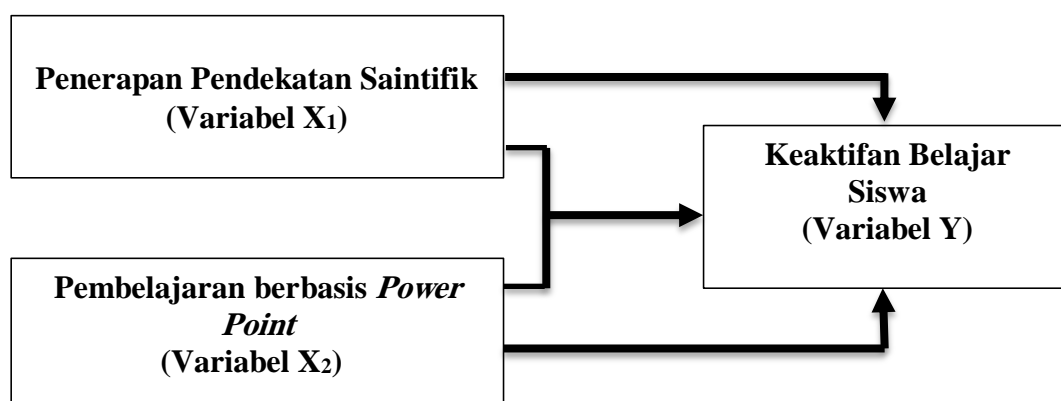 Penerapan Pendekatan Saintifik
(Variabel X₁)
Keaktifan Belajar
Siswa
(Variabel Y)
Pembelajaran berbasis Power
Point
(Variabel X₂)